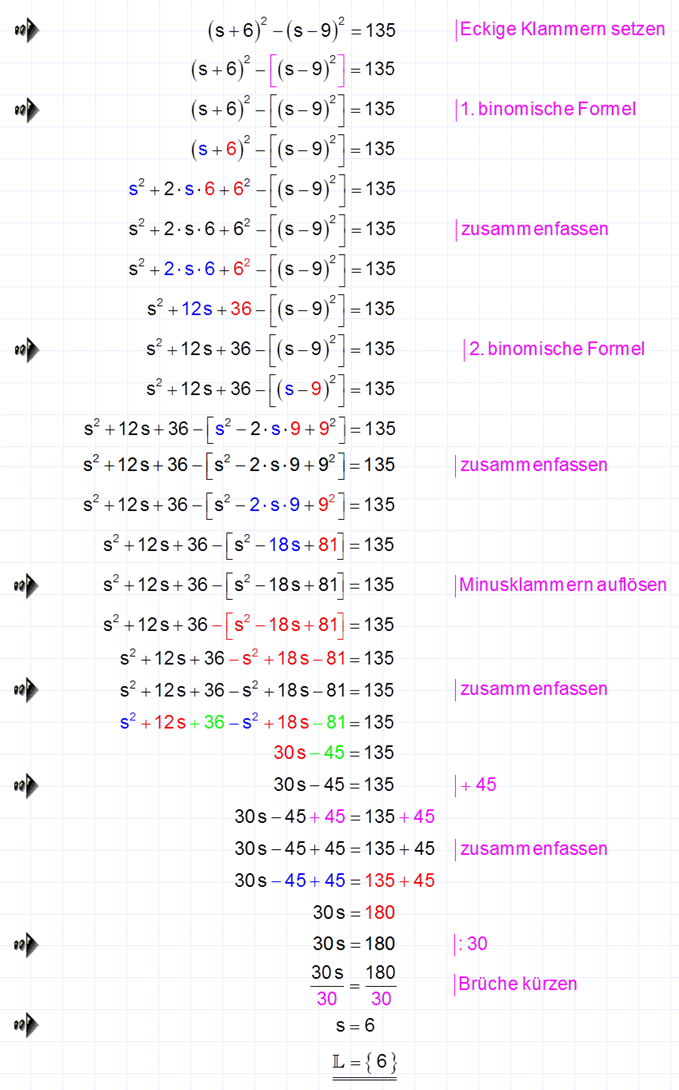 (s+6)² −(s−9)² =135 |Eckige Klammern setzen
(s+6)² −[(s−9)²]=135
(s+6)² −[(s−9)²]=135 |1. binomische Formel
(s+6)² −[(s−9)²]=135
s² +2·s·6+6² −[(s−9)²]=135
s² +2·s·6+6² −[(s−9)²]=135 |zusammenfassen
s² +2·s·6+6² −[(s−9)²]=135
s² +12s+36−[(s−9)²]=135
s² +12s+36−[(s−9)²]=135 |2. binomische Formel
s² +12s+36−[(s−9)²]=135
s² +12s+36−[s² −2·s·9+9²]=135
s² +12s+36−[s² −2·s·9+9²]=135 |zusammenfassen
s² +12s+36−[s² −2·s·9+9²]=135
s² +12s+36−[s² −18s+81]=135
s² +12s+36−[s² −18s+81]=135 |Minusklammern auflösen
s² +12s+36−[s² −18s+81]=135
s² +12s+36−s² +18s−81=135
s² +12s+36−s² +18s−81=135 |zusammenfassen
s² +12s+36−s² +18s−81=135
30s−45=135
30s−45=135 |+45
30s−45+45=135+45
30s−45+45=135+45 |zusammenfassen
30s−45+45=135+45
30s=180
30s=180 |:30
30s/30=180/30 |Brüche kürzen
s=6
𝕃={6}